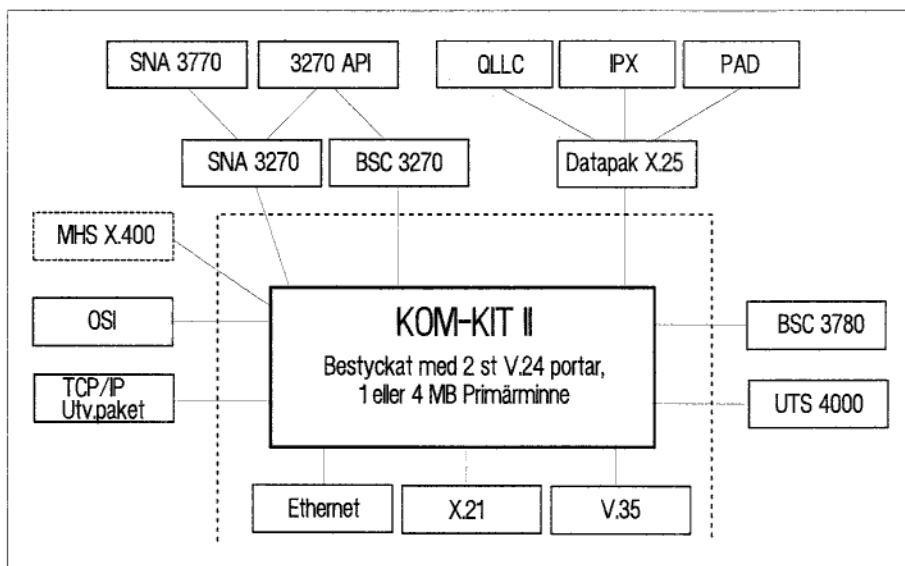 SNA 3770
3270 API
QLLC
IPX
PAD
SNA 3270
BSC 3270
Datapak X.25
MHS X.400
OSI
TCP/IP
Utv.paket
KOM-KIT II
Bestyckat med 2 st V.24 portar,
1 eller 4 MB Primärminne
BSC 3780
UTS 4000
Ethernet
X.21
V.35